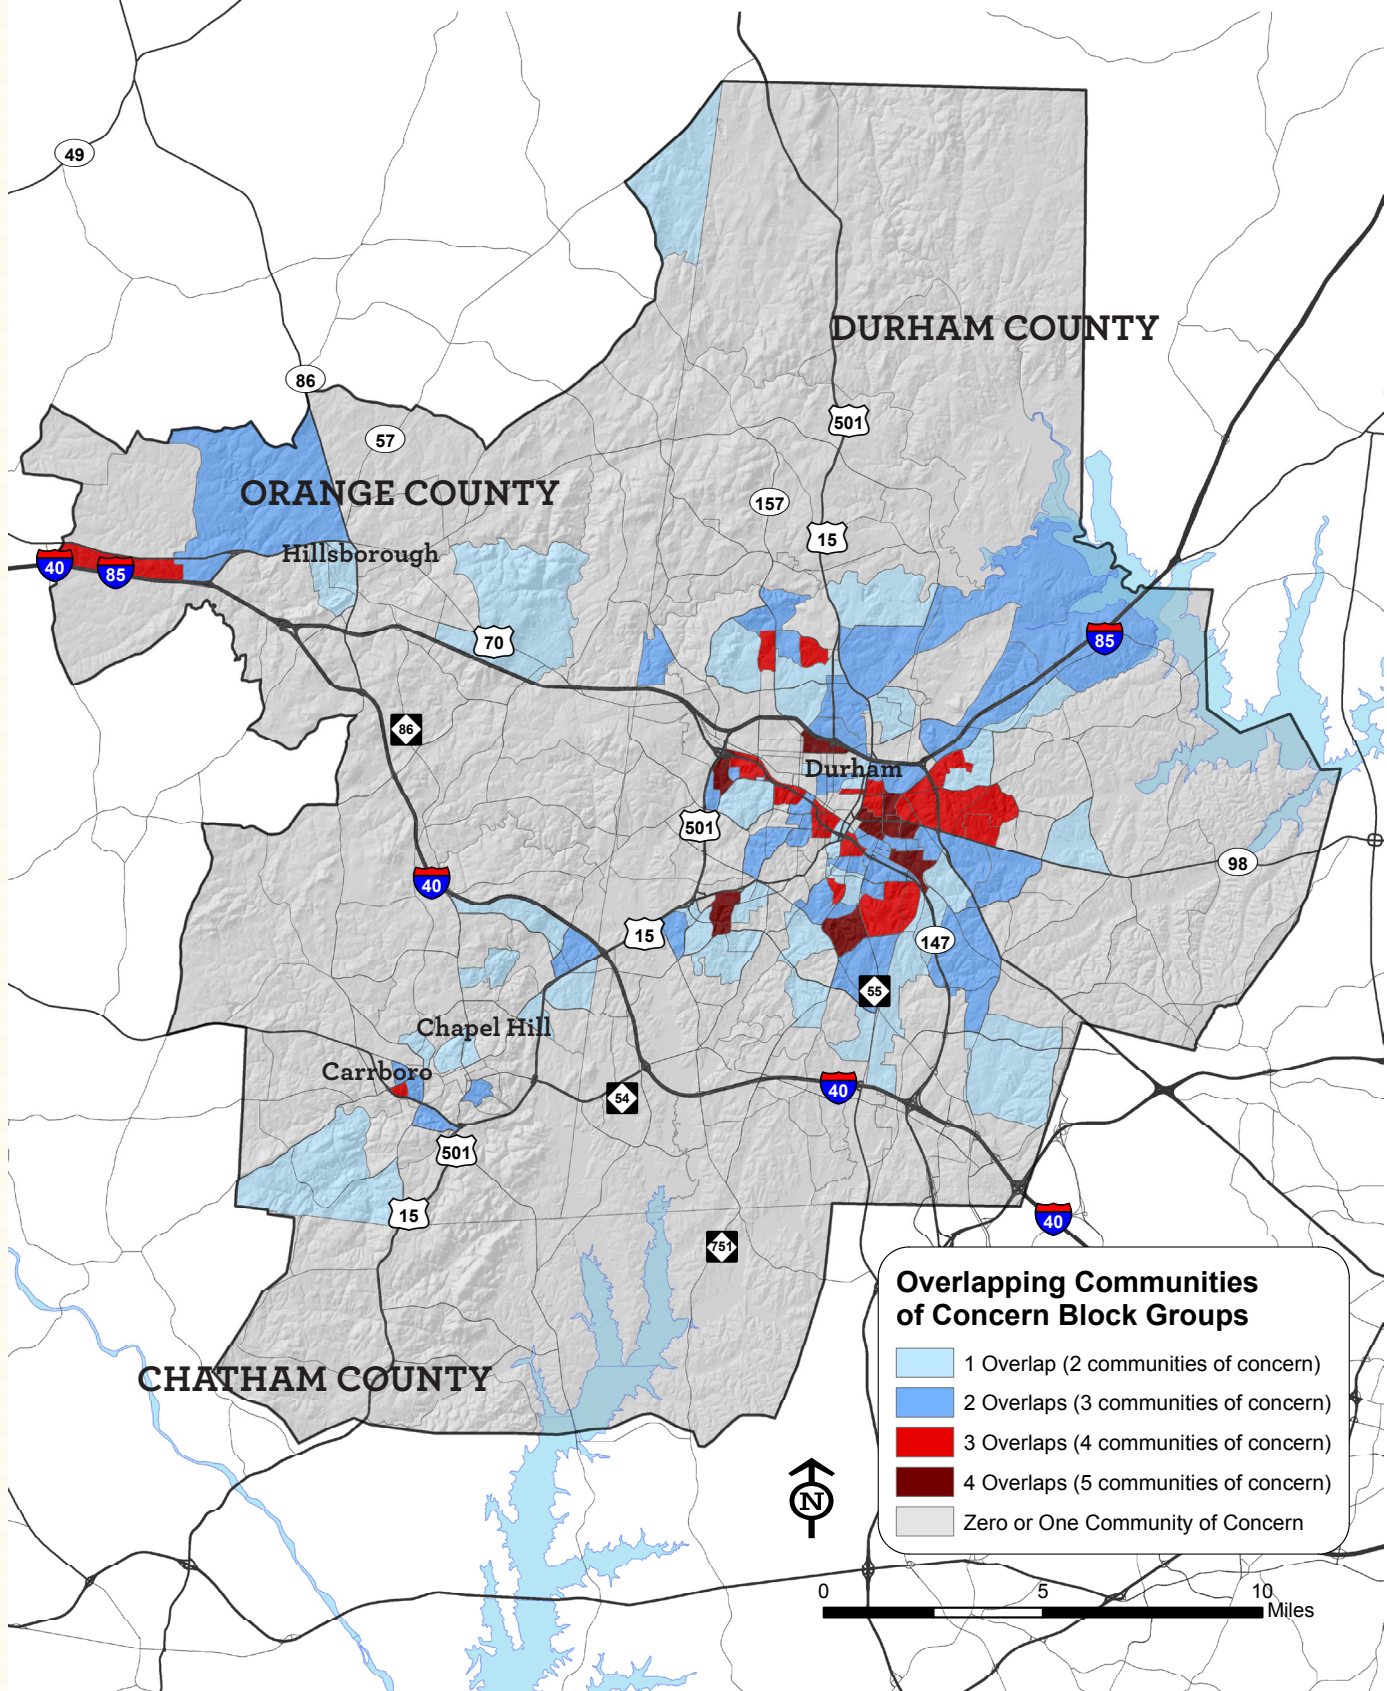 49
DURHAM COUNTY
86
501
57
ORANGE COUNTY
157
15
Hillsborough
40
85
85
70
86
Durham
501
98
40
15
147
55
Chapel Hill
Carrboro
40
54
501
15
40
751
Overlapping Communities
of Concern Block Groups
1 Overlap (2 communities of concern)
CHATHAM COUNTY
2 Overlaps (3 communities of concern)
3 Overlaps (4 communities of concern)
4 Overlaps (5 communities of concern)
N
Zero or One Community of Concern
0 5 10
Miles